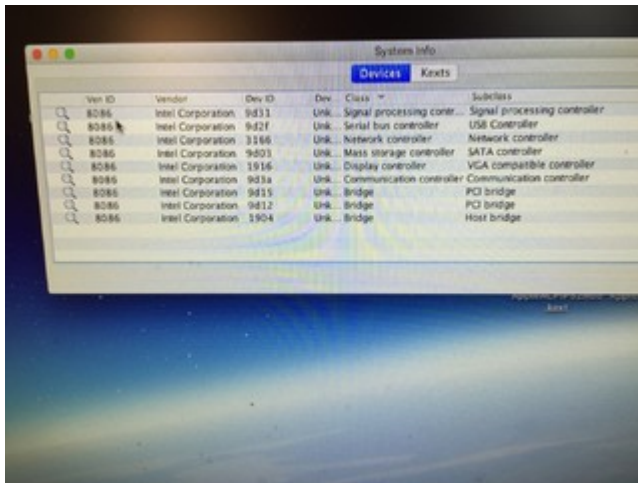 System Info
Devices Kexts
Ven ID Vendor Dev ID Dev Class Subclass
8086 Intel Corporation 9d31 Unk... Signal processing contr... Signal processing controller
8086 Intel Corporation 9d2f Unk... Serial bus controller USB Controller
8086 Intel Corporation 3166 Unk... Network controller Network controller
8086 Intel Corporation 9d03 Unk... Mass storage controller SATA controller
8086 Intel Corporation 1916 Unk... Display controller VGA compatible controller
8086 Intel Corporation 9d3a Unk... Communication controller Communication controller
8086 Intel Corporation 9d15 Unk... Bridge PCI bridge
8086 Intel Corporation 9d12 Unk... Bridge PCI bridge
8086 Intel Corporation 1904 Unk... Bridge Host bridge
.kext